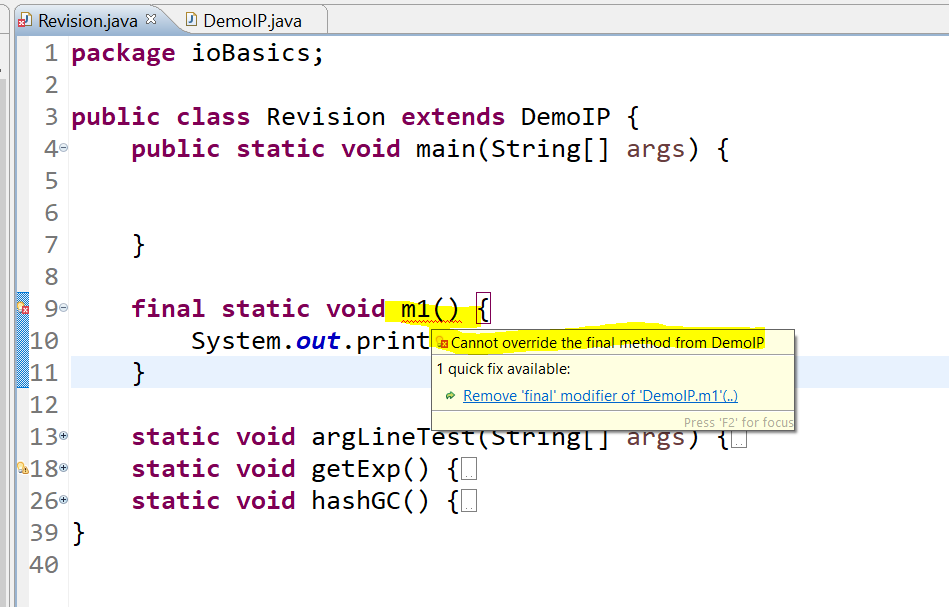 Revision.java DemoIP.java
1 package ioBasics;
2
3 public class Revision extends DemoIP {
4 public static void main(String[] args) {
5
6
7 }
8
9 final static void m1() {
10 System.out.print
Cannot override the final method from DemoIP
11 }
1 quick fix available:
Remove 'final' modifier of 'DemoIP.m1'(..)
12
Press 'F2' for focus
13 static void argLineTest(String[] args) {..
18 static void getExp() {..
26 static void hashGC() {..
39 }
40